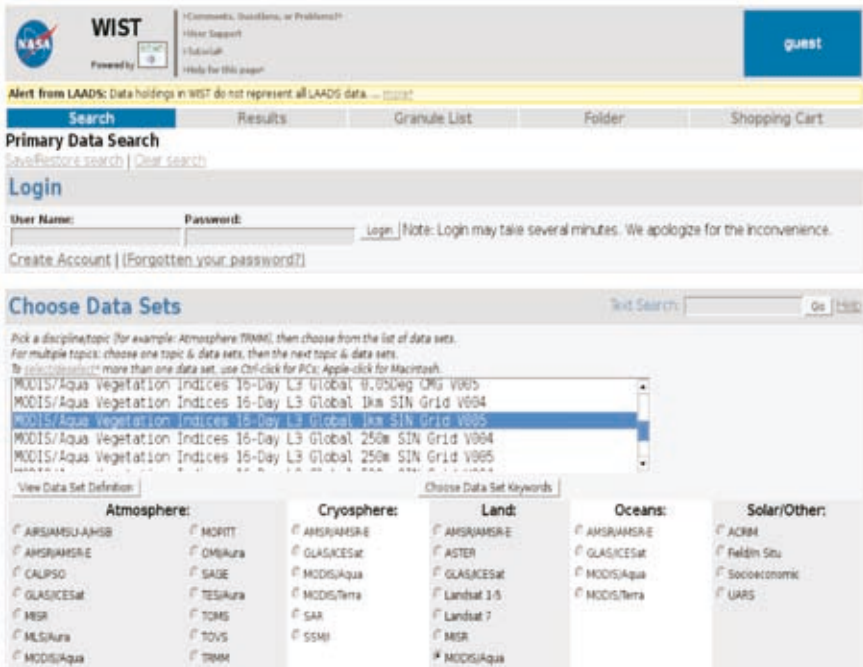 NASA
WIST
Powered by
Comments, Questions, or Problems?
User Support
Tutorial
Help for this page
guest
Alert from LAADS: Data holdings in WIST do not represent all LAADS data. ... more
Search Results Granule List Folder Shopping Cart
Primary Data Search
Save/Restore search | Clear search
Login
User Name: Password:
Login Note: Login may take several minutes. We apologize for the inconvenience.
Create Account | (Forgotten your password?)
Choose Data Sets Text Search: Go Help
Pick a discipline/topic (for example: Atmosphere TRMM), then choose from the list of data sets.
For multiple topics: choose one topic & data sets, then the next topic & data sets.
To select/deselect more than one data set, use Ctrl-click for PCs; Apple-click for Macintosh.
MODIS/Aqua Vegetation Indices 16-Day L3 Global 0.05Deg CMG V005
MODIS/Aqua Vegetation Indices 16-Day L3 Global 1km SIN Grid V004
MODIS/Aqua Vegetation Indices 16-Day L3 Global 1km SIN Grid V005
MODIS/Aqua Vegetation Indices 16-Day L3 Global 250m SIN Grid V004
MODIS/Aqua Vegetation Indices 16-Day L3 Global 250m SIN Grid V005
View Data Set Definition Choose Data Set Keywords
Atmosphere: Cryosphere: Land: Oceans: Solar/Other:
AIRS/AMSU-A/HSB MOPITT AMSR/AMSR-E AMSR/AMSR-E AMSR/AMSR-E ACRIM
AMSR/AMSR-E OMI/Aura GLAS/ICESat ASTER GLAS/ICESat Field/In Situ
CALIPSO SAGE MODIS/Aqua GLAS/ICESat MODIS/Aqua Socioeconomic
GLAS/ICESat TES/Aura MODIS/Terra Landsat 1-5 MODIS/Terra UARS
MISR TOMS SAR Landsat 7
MLS/Aura TOVS SSM/I MISR
MODIS/Aqua TRMM MODIS/Aqua